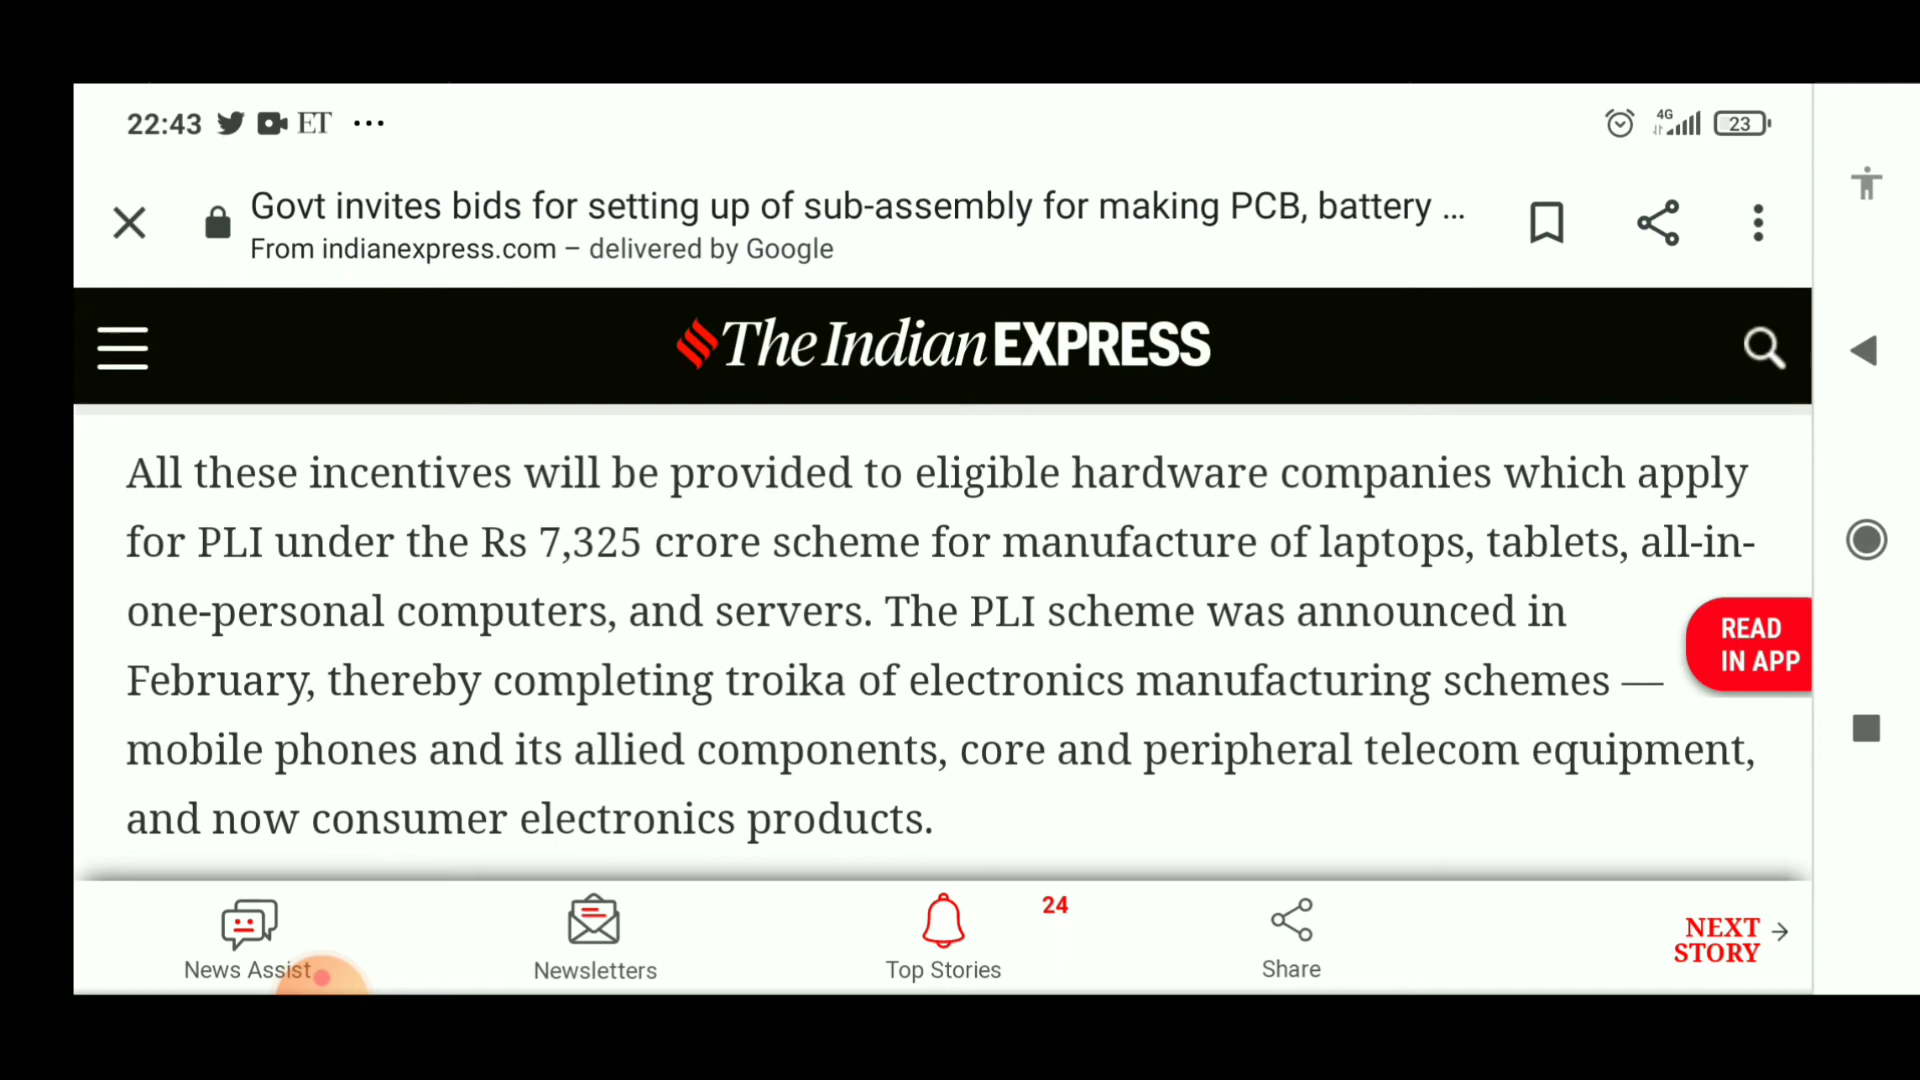 22:43 ET ...
4G 23
Govt invites bids for setting up of sub-assembly for making PCB, battery ...
From indianexpress.com – delivered by Google
The Indian EXPRESS
All these incentives will be provided to eligible hardware companies which apply
for PLI under the Rs 7,325 crore scheme for manufacture of laptops, tablets, all-in-
one-personal computers, and servers. The PLI scheme was announced in
February, thereby completing troika of electronics manufacturing schemes —
mobile phones and its allied components, core and peripheral telecom equipment,
and now consumer electronics products.
READ
IN APP
News Assist
Newsletters
Top Stories
24
Share
NEXT
STORY